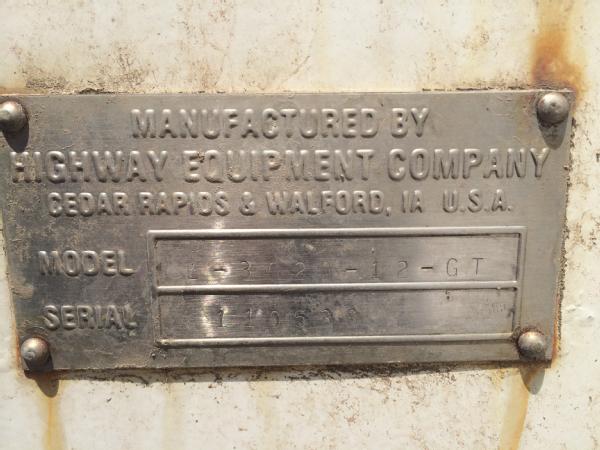 MANUFACTURED BY
HIGHWAY EQUIPMENT COMPANY
CEDAR RAPIDS & WALFORD, IA U.S.A.
MODEL
SERIAL